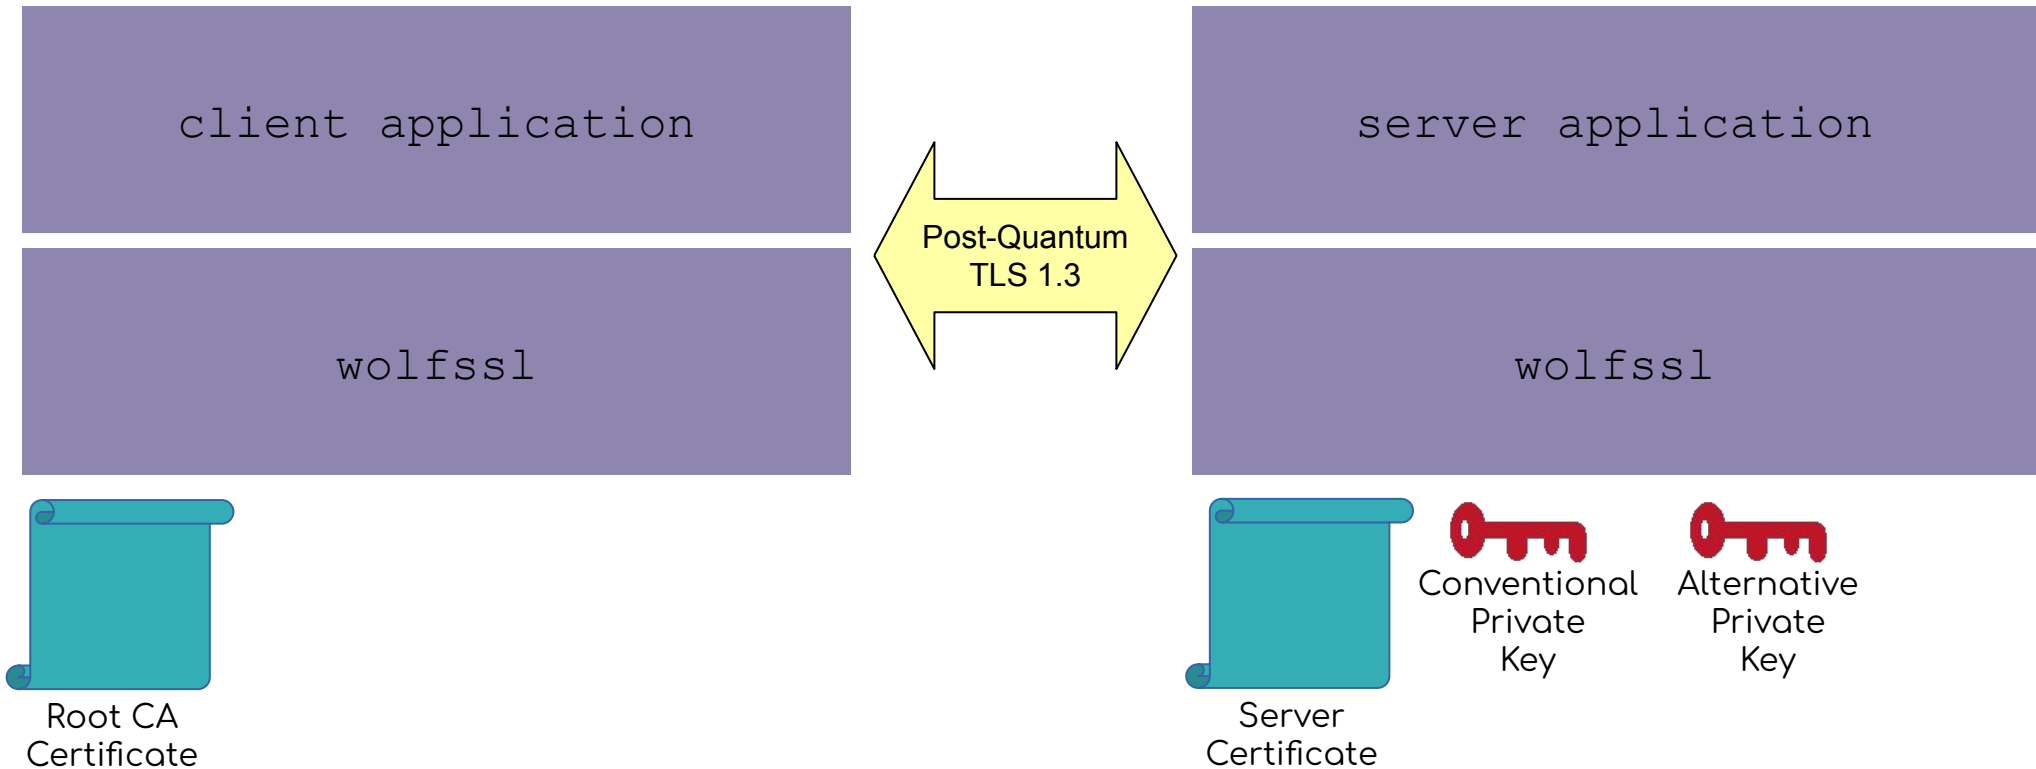 client application
server application
Post-Quantum
TLS 1.3
wolfssl
wolfssl
Root CA
Certificate
Server
Certificate
Conventional
Private
Key
Alternative
Private
Key